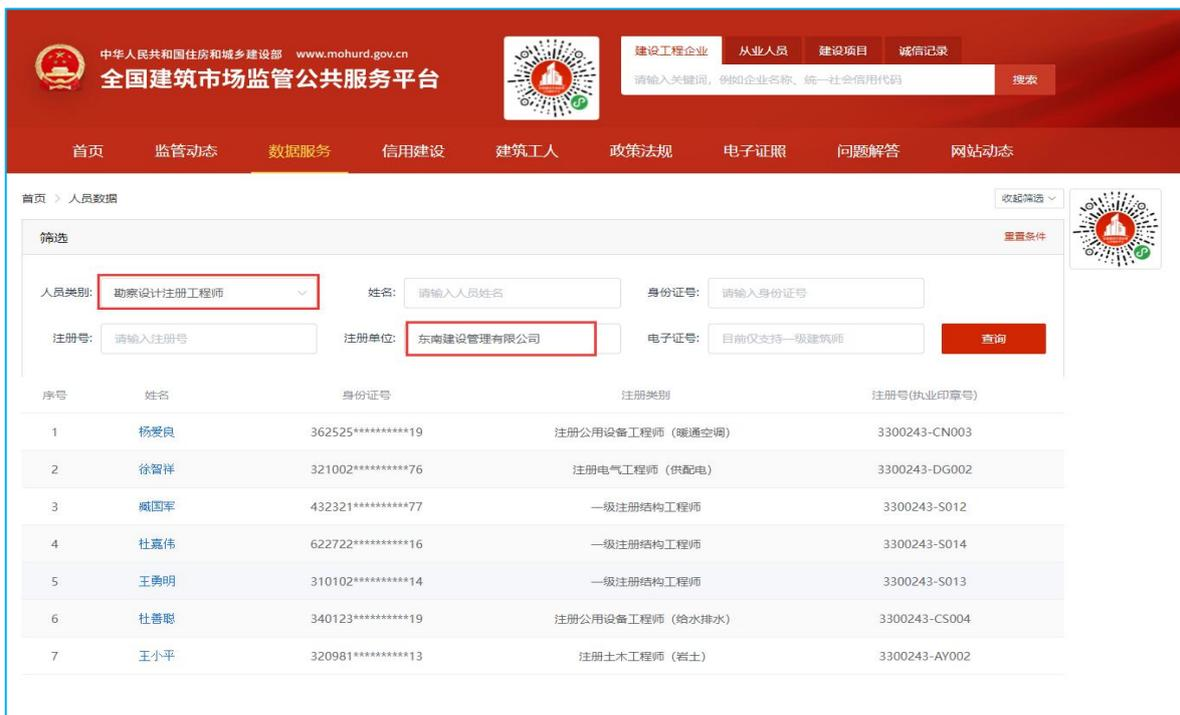 中华人民共和国住房和城乡建设部 www.mohurd.gov.cn
全国建筑市场监管公共服务平台
建设工程企业 从业人员 建设项目 诚信记录
请输入关键词，例如企业名称、统一社会信用代码 搜索
首页 监管动态 数据服务 信用建设 建筑工人 政策法规 电子证照 问题解答 网站动态
首页 > 人员数据 收起筛选
筛选 重置条件
人员类别: 勘察设计注册工程师 姓名: 请输入人员姓名 身份证号: 请输入身份证号
注册号: 请输入注册号 注册单位: 东南建设管理有限公司 电子证号: 目前仅支持一级建筑师 查询
序号 姓名 身份证号 注册类别 注册号(执业印章号)
1 杨爱良 362525**********19 注册公用设备工程师（暖通空调） 3300243-CN003
2 徐智祥 321002**********76 注册电气工程师（供配电） 3300243-DG002
3 臧国军 432321**********77 一级注册结构工程师 3300243-S012
4 杜嘉伟 622722**********16 一级注册结构工程师 3300243-S014
5 王勇明 310102**********14 一级注册结构工程师 3300243-S013
6 杜善聪 340123**********19 注册公用设备工程师（给水排水） 3300243-CS004
7 王小平 320981**********13 注册土木工程师（岩土） 3300243-AY002